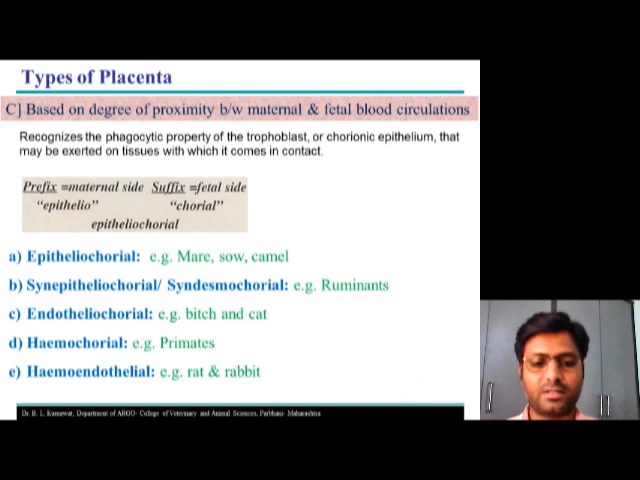 Types of Placenta
C] Based on degree of proximity b/w maternal & fetal blood circulations
Recognizes the phagocytic property of the trophoblast, or chorionic epithelium, that
may be exerted on tissues with which it comes in contact.
Prefix =maternal side Suffix =fetal side
“epithelio” “chorial”
epitheliochorial
a) Epitheliochorial: e.g. Mare, sow, camel
b) Synepitheliochorial/ Syndesmochorial: e.g. Ruminants
c) Endotheliochorial: e.g. bitch and cat
d) Haemochorial: e.g. Primates
e) Haemoendothelial: e.g. rat & rabbit
Dr. B. L. Kumawat, Department of ARGO- College of Veterinary and Animal Sciences, Parbhani- Maharashtra